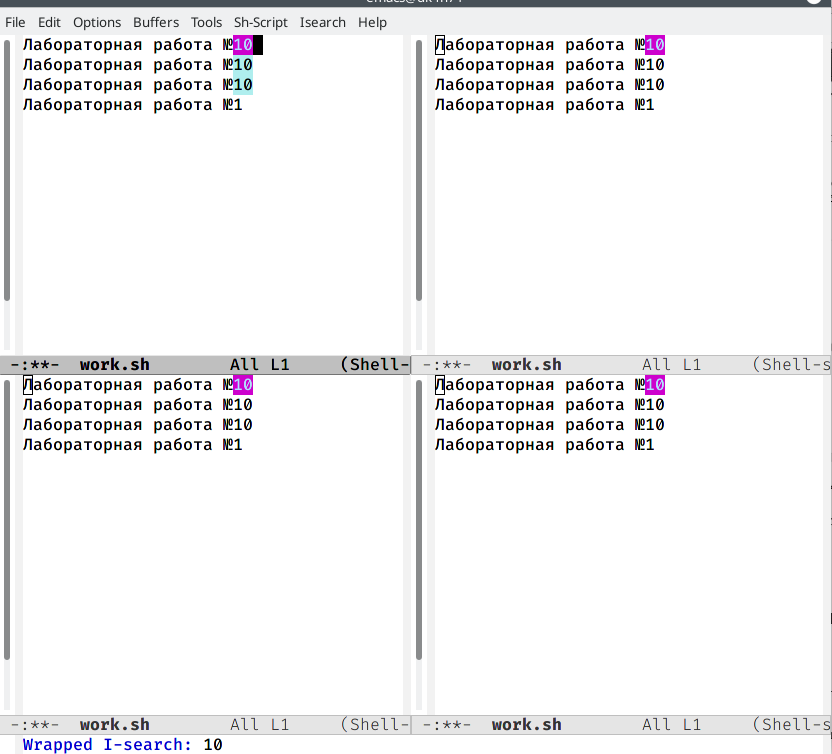 File Edit Options Buffers Tools Sh-Script Isearch Help
Лабораторная работа №10
Лабораторная работа №10
Лабораторная работа №10
Лабораторная работа №1
-:**- work.sh All L1 (Shell-
Лабораторная работа №10
Лабораторная работа №10
Лабораторная работа №10
Лабораторная работа №1
-:**- work.sh All L1 (Shell-s
Лабораторная работа №10
Лабораторная работа №10
Лабораторная работа №10
Лабораторная работа №1
-:**- work.sh All L1 (Shell-
Лабораторная работа №10
Лабораторная работа №10
Лабораторная работа №10
Лабораторная работа №1
-:**- work.sh All L1 (Shell-s
Wrapped I-search: 10